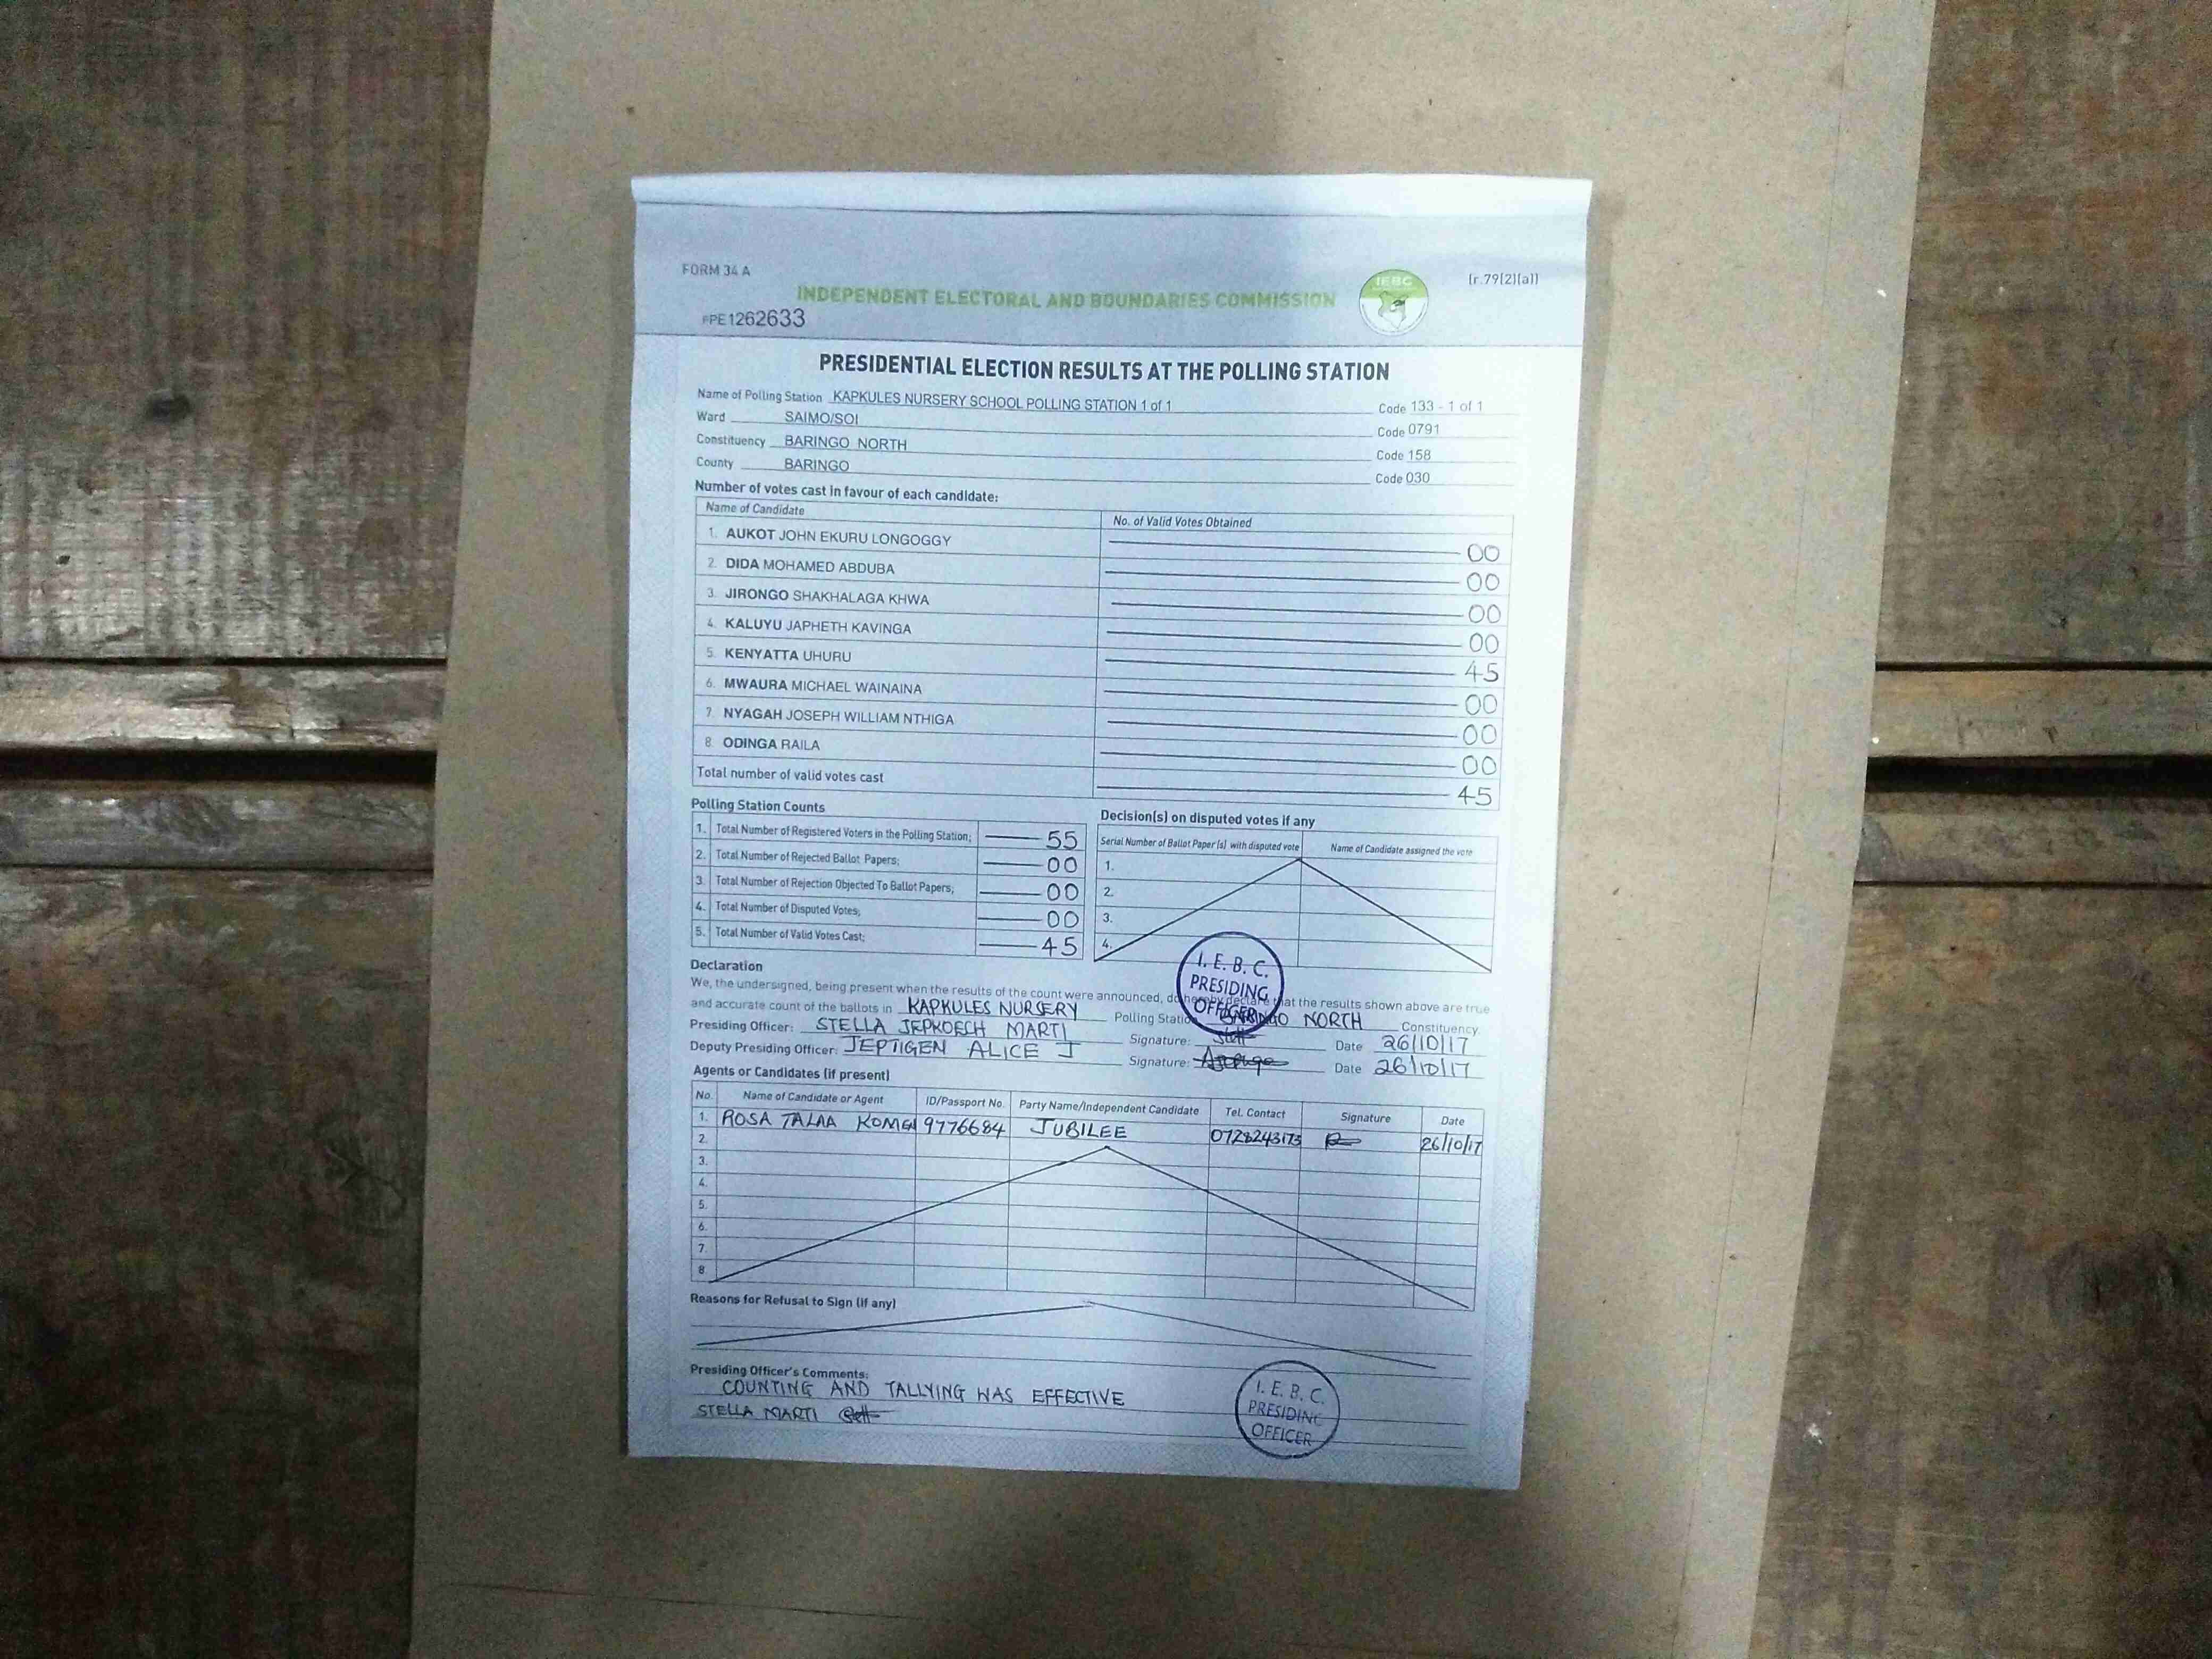 FORM 34 A
[r.79(2)(a)]
INDEPENDENT ELECTORAL AND BOUNDARIES COMMISSION
IEBC
PPE1262633
PRESIDENTIAL ELECTION RESULTS AT THE POLLING STATION
Name of Polling Station KAPKULES NURSERY SCHOOL POLLING STATION 1 of 1 Code 133 - 1 of 1
Ward SAIMO/SOI Code 0791
Constituency BARINGO NORTH Code 158
County BARINGO Code 030
Number of votes cast in favour of each candidate:
Name of Candidate No. of Valid Votes Obtained
1. AUKOT JOHN EKURU LONGOGGY 00
2. DIDA MOHAMED ABDUBA 00
3. JIRONGO SHAKHALAGA KHWA 00
4. KALUYU JAPHETH KAVINGA 00
5. KENYATTA UHURU 45
6. MWAURA MICHAEL WAINAINA 00
7. NYAGAH JOSEPH WILLIAM NTHIGA 00
8. ODINGA RAILA 00
Total number of valid votes cast 45
Polling Station Counts
1. Total Number of Registered Voters in the Polling Station; 55
2. Total Number of Rejected Ballot Papers; 00
3. Total Number of Rejection Objected To Ballot Papers; 00
4. Total Number of Disputed Votes; 00
5. Total Number of Valid Votes Cast; 45
Decision(s) on disputed votes if any
Serial Number of Ballot Paper (s) with disputed vote Name of Candidate assigned the vote
1.
2.
3.
4.
I. E. B. C.
PRESIDING
OFFICER
Declaration
We, the undersigned, being present when the results of the count were announced, do hereby declare that the results shown above are true
and accurate count of the ballots in KAPKULES NURSERY Polling Station BARINGO NORTH Constituency.
Presiding Officer: STELLA JEPKOECH MARTI Signature: Date 26/10/17
Deputy Presiding Officer: JEPTIGEN ALICE J Signature: Date 26/10/17
Agents or Candidates (if present)
No. Name of Candidate or Agent ID/Passport No. Party Name/Independent Candidate Tel. Contact Signature Date
1. ROSA TALAA 9776684 JUBILEE 0728243173 26/10/17
2.
3.
4.
5.
6.
7.
8.
Reasons for Refusal to Sign (if any)
Presiding Officer's Comments:
COUNTING AND TALLYING WAS EFFECTIVE
STELLA MARTI
I. E. B. C.
PRESIDING
OFFICER